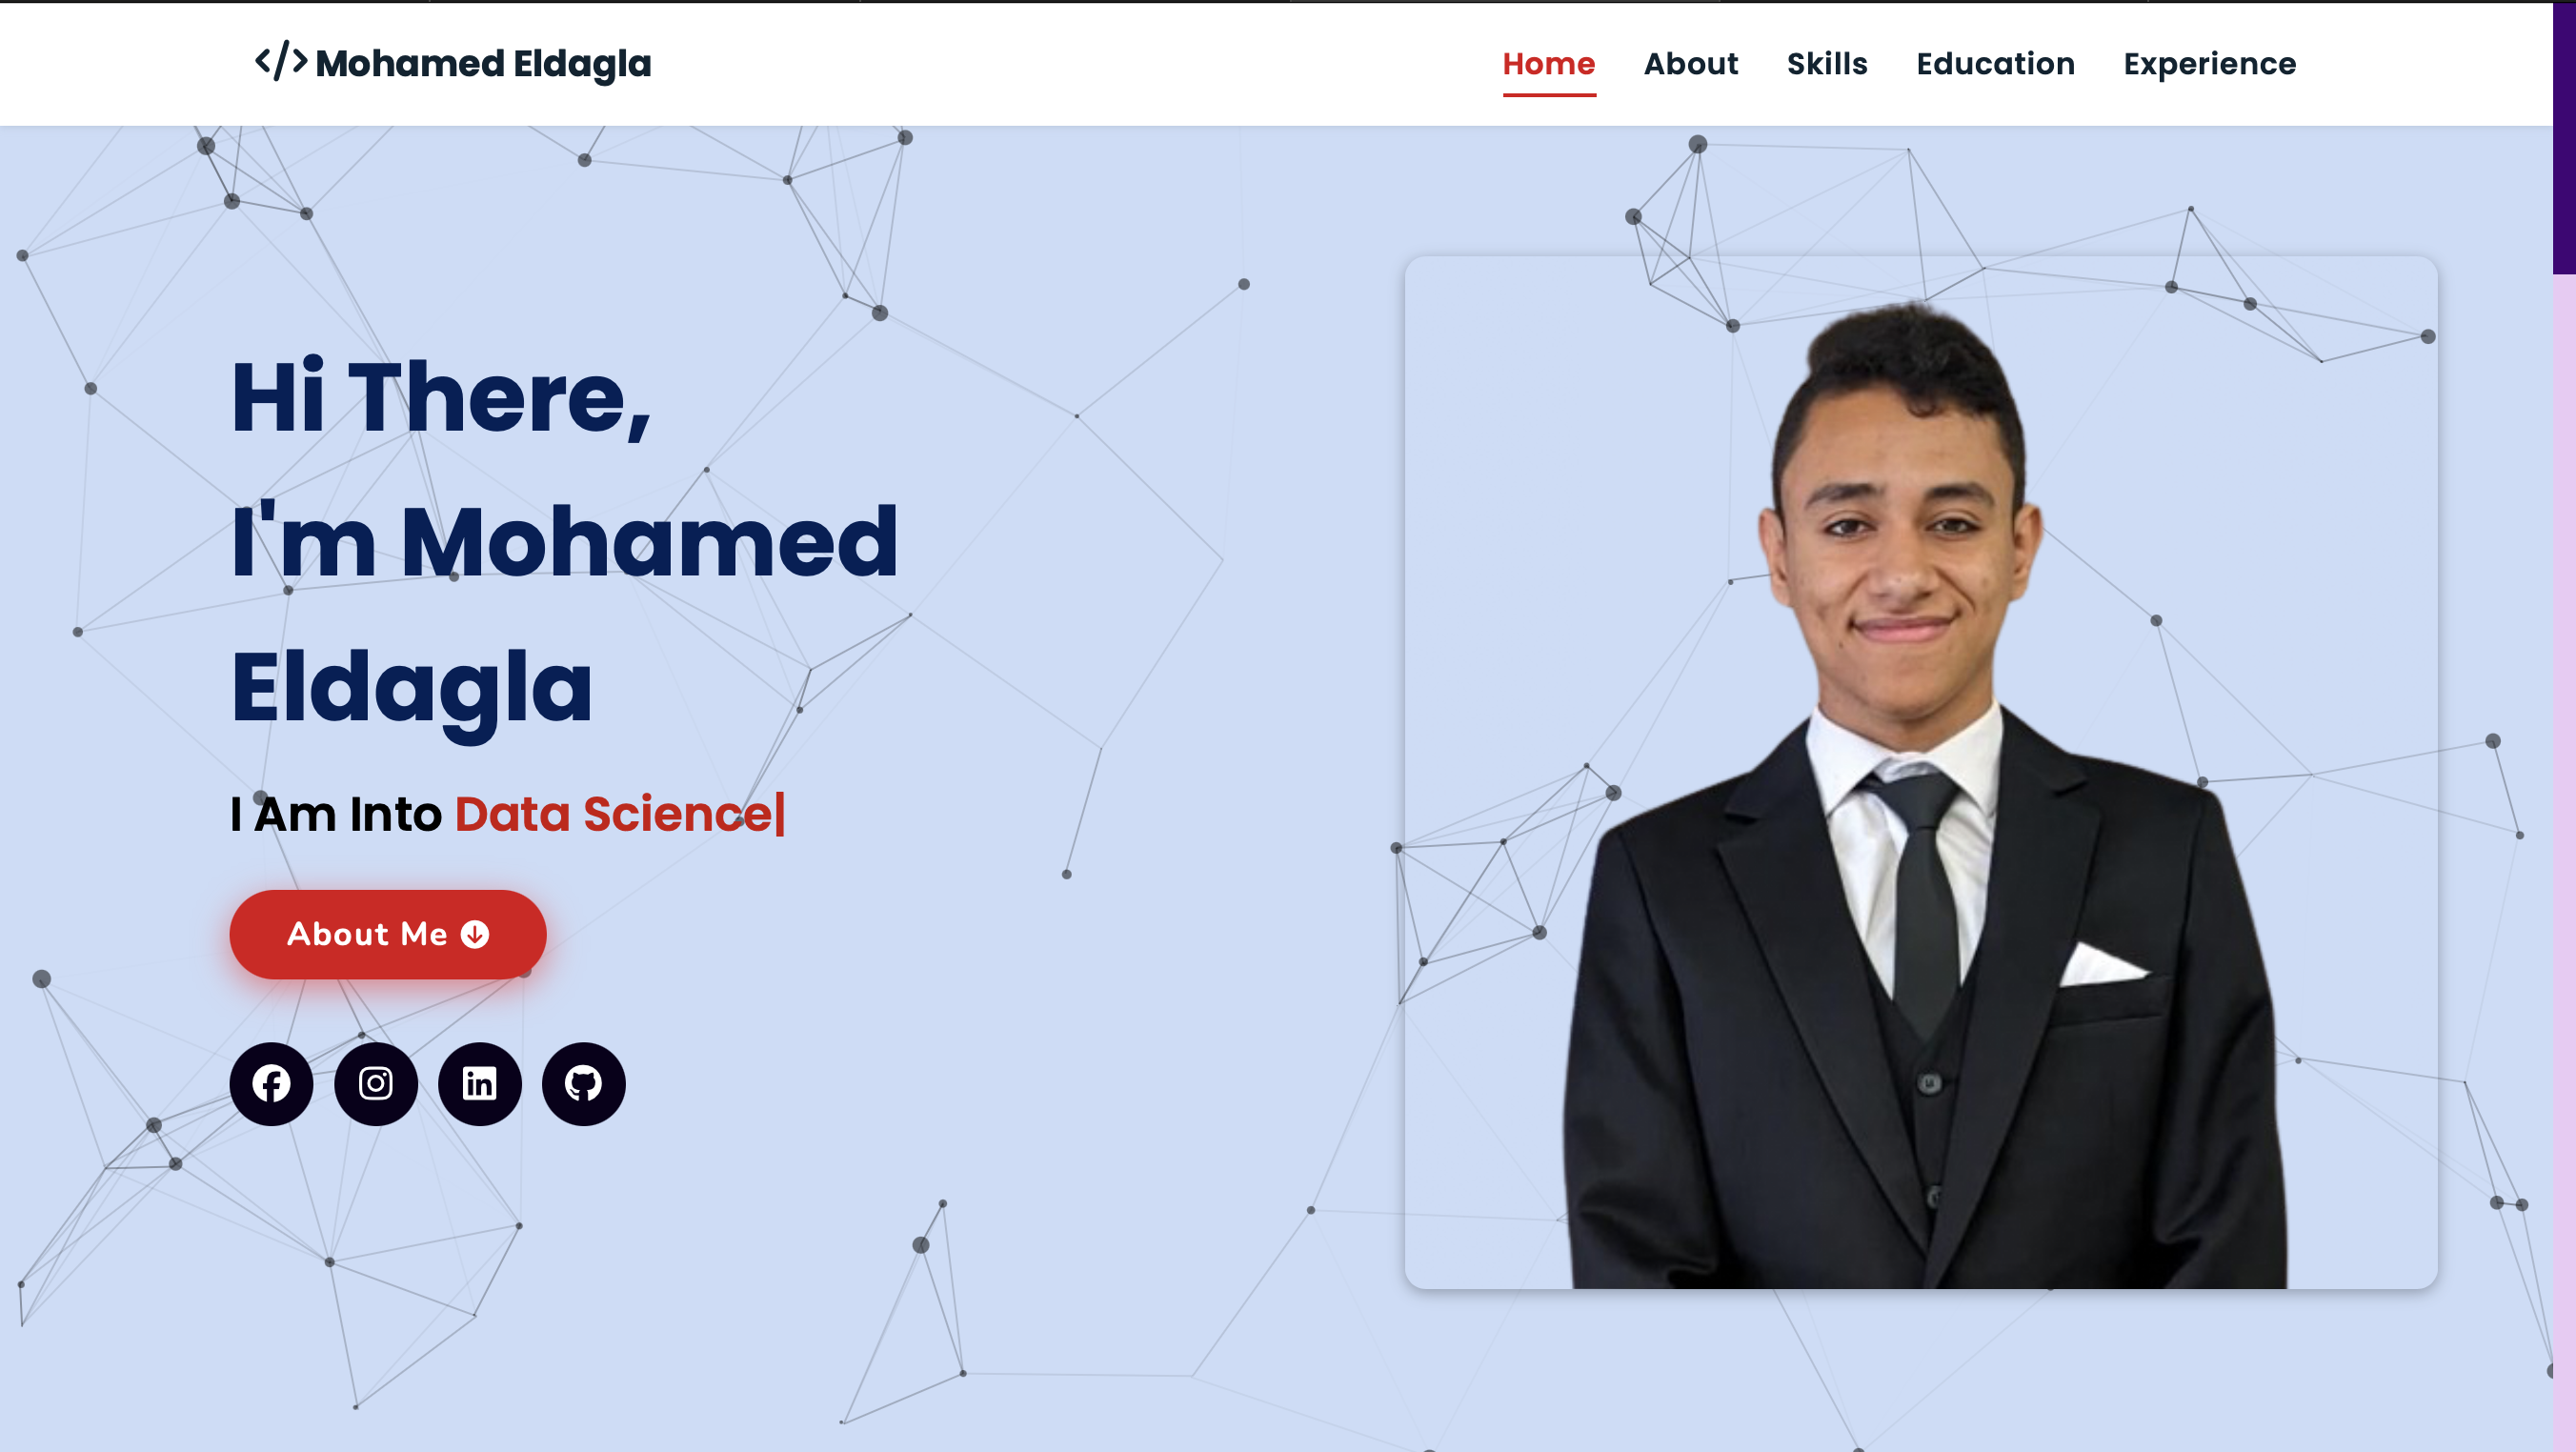 </> Mohamed Eldagla
Home About Skills Education Experience
Hi There,
I'm Mohamed
Eldagla
I Am Into Data Science|
About Me